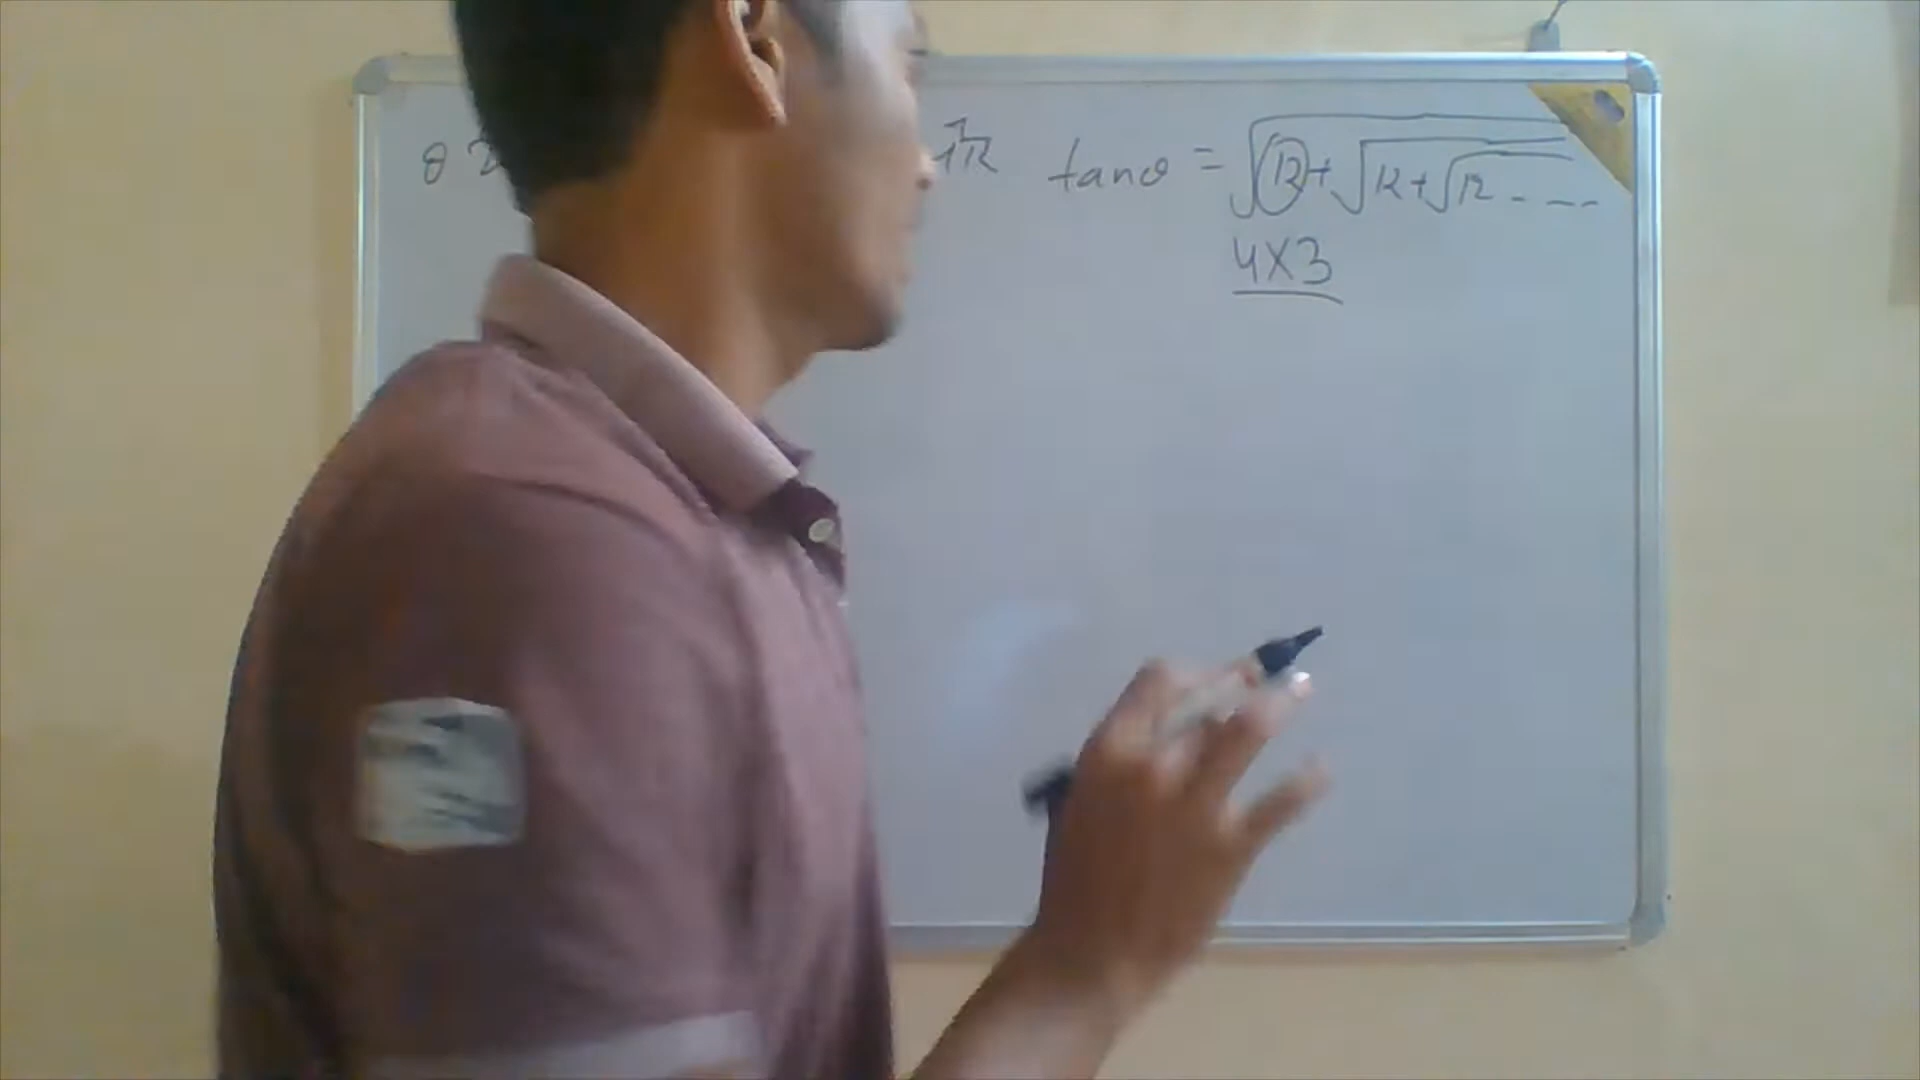 θ tanθ = √12 + √12 + √12 - - - -
4X3